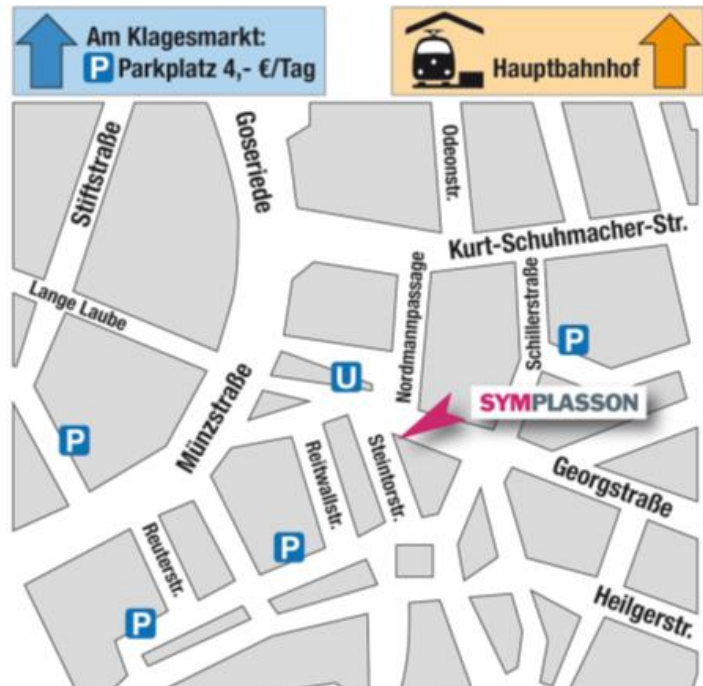 Am Klagesmarkt:
P Parkplatz 4,- €/Tag
Hauptbahnhof
Stiftstraße
Goseriede
Odeonstr.
Kurt-Schuhmacher-Str.
Lange Laube
Nordmannpassage
Schillerstraße
P
U
Münzstraße
SYMPLASSON
P
Reitwallstr.
Steintorstr.
Georgstraße
P
Reuterstr.
P
Heilgerstr.